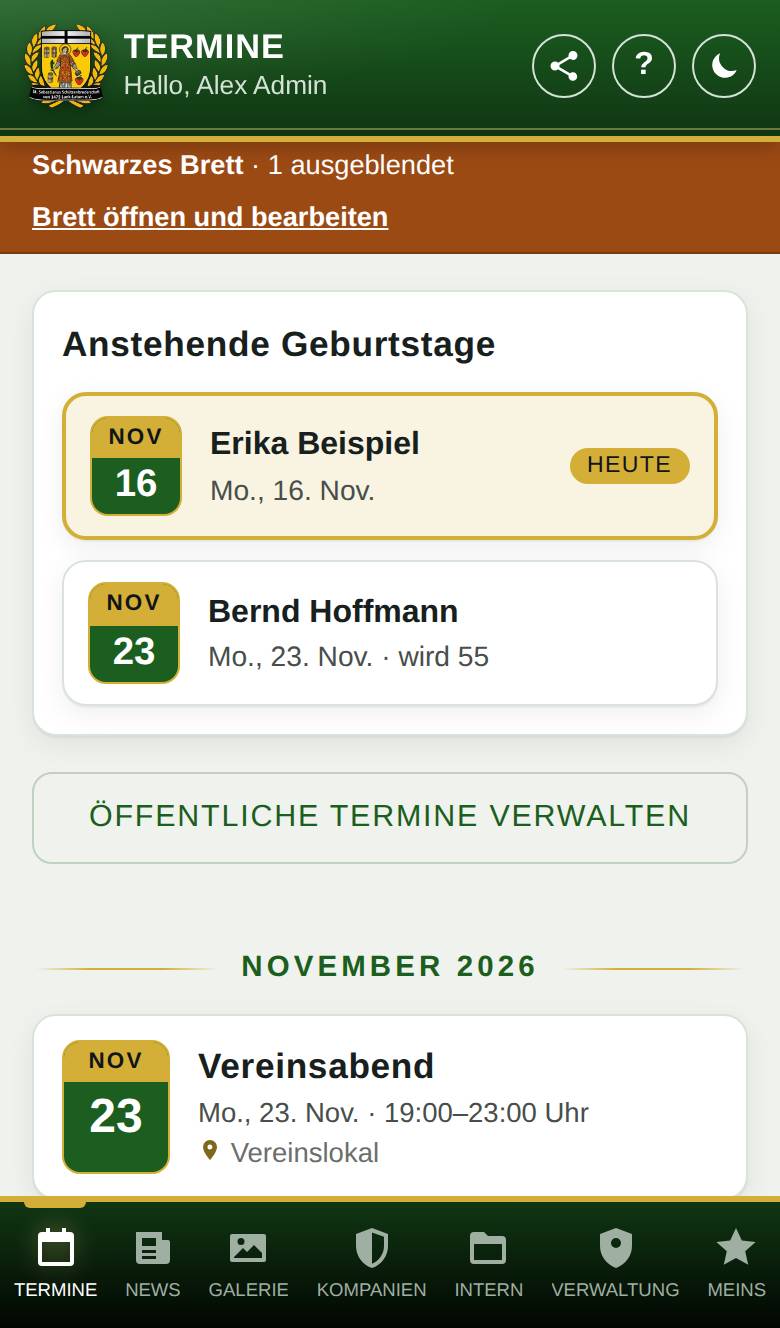 TERMINE
Hallo, Alex Admin
?
Schwarzes Brett · 1 ausgeblendet
Brett öffnen und bearbeiten
Anstehende Geburtstage
NOV
16
Erika Beispiel
Mo., 16. Nov.
HEUTE
NOV
23
Bernd Hoffmann
Mo., 23. Nov. · wird 55
ÖFFENTLICHE TERMINE VERWALTEN
NOVEMBER 2026
NOV
23
Vereinsabend
Mo., 23. Nov. · 19:00–23:00 Uhr
Vereinslokal
TERMINE
NEWS
GALERIE
KOMPANIEN
INTERN
VERWALTUNG
MEINS